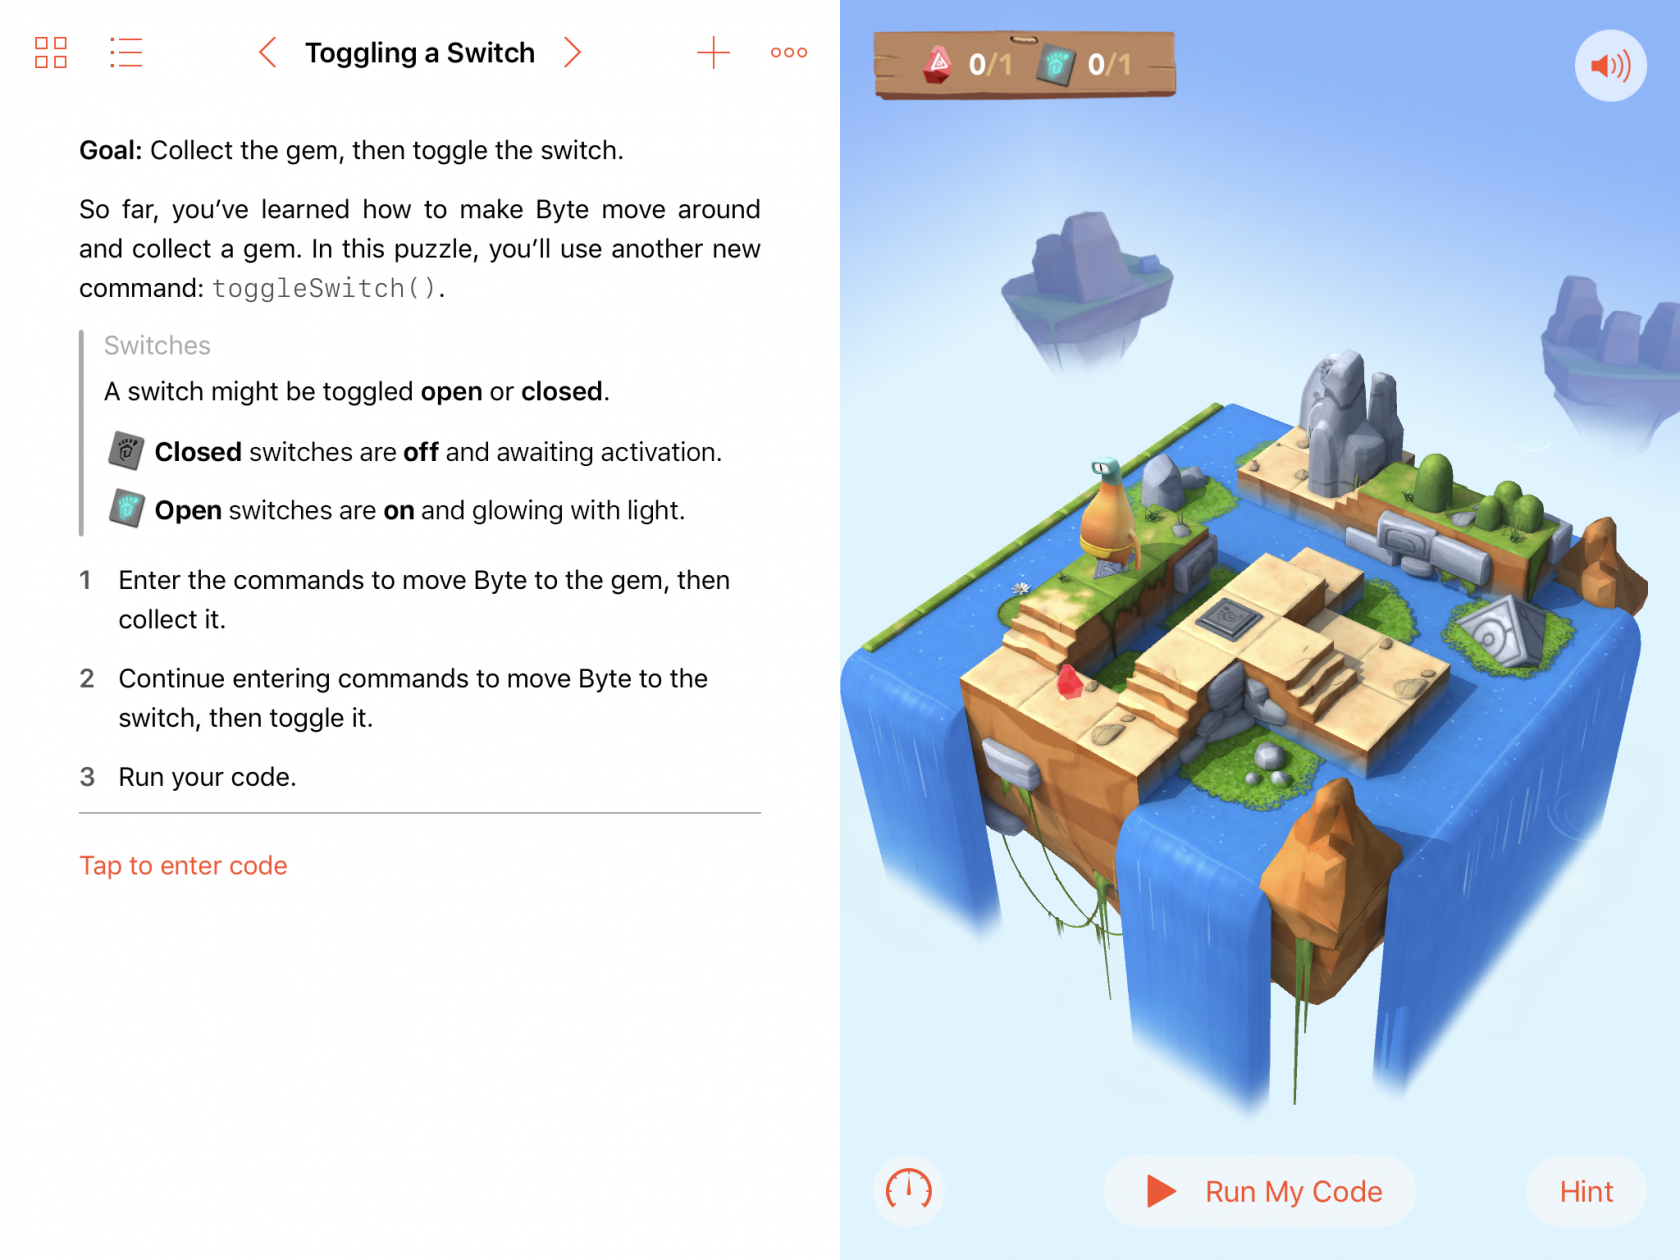 Toggling a Switch
Goal: Collect the gem, then toggle the switch.
So far, you’ve learned how to make Byte move around
and collect a gem. In this puzzle, you’ll use another new
command: toggleSwitch().
Switches
A switch might be toggled open or closed.
Closed switches are off and awaiting activation.
Open switches are on and glowing with light.
1 Enter the commands to move Byte to the gem, then
collect it.
2 Continue entering commands to move Byte to the
switch, then toggle it.
3 Run your code.
Tap to enter code
0/1 0/1
Run My Code
Hint